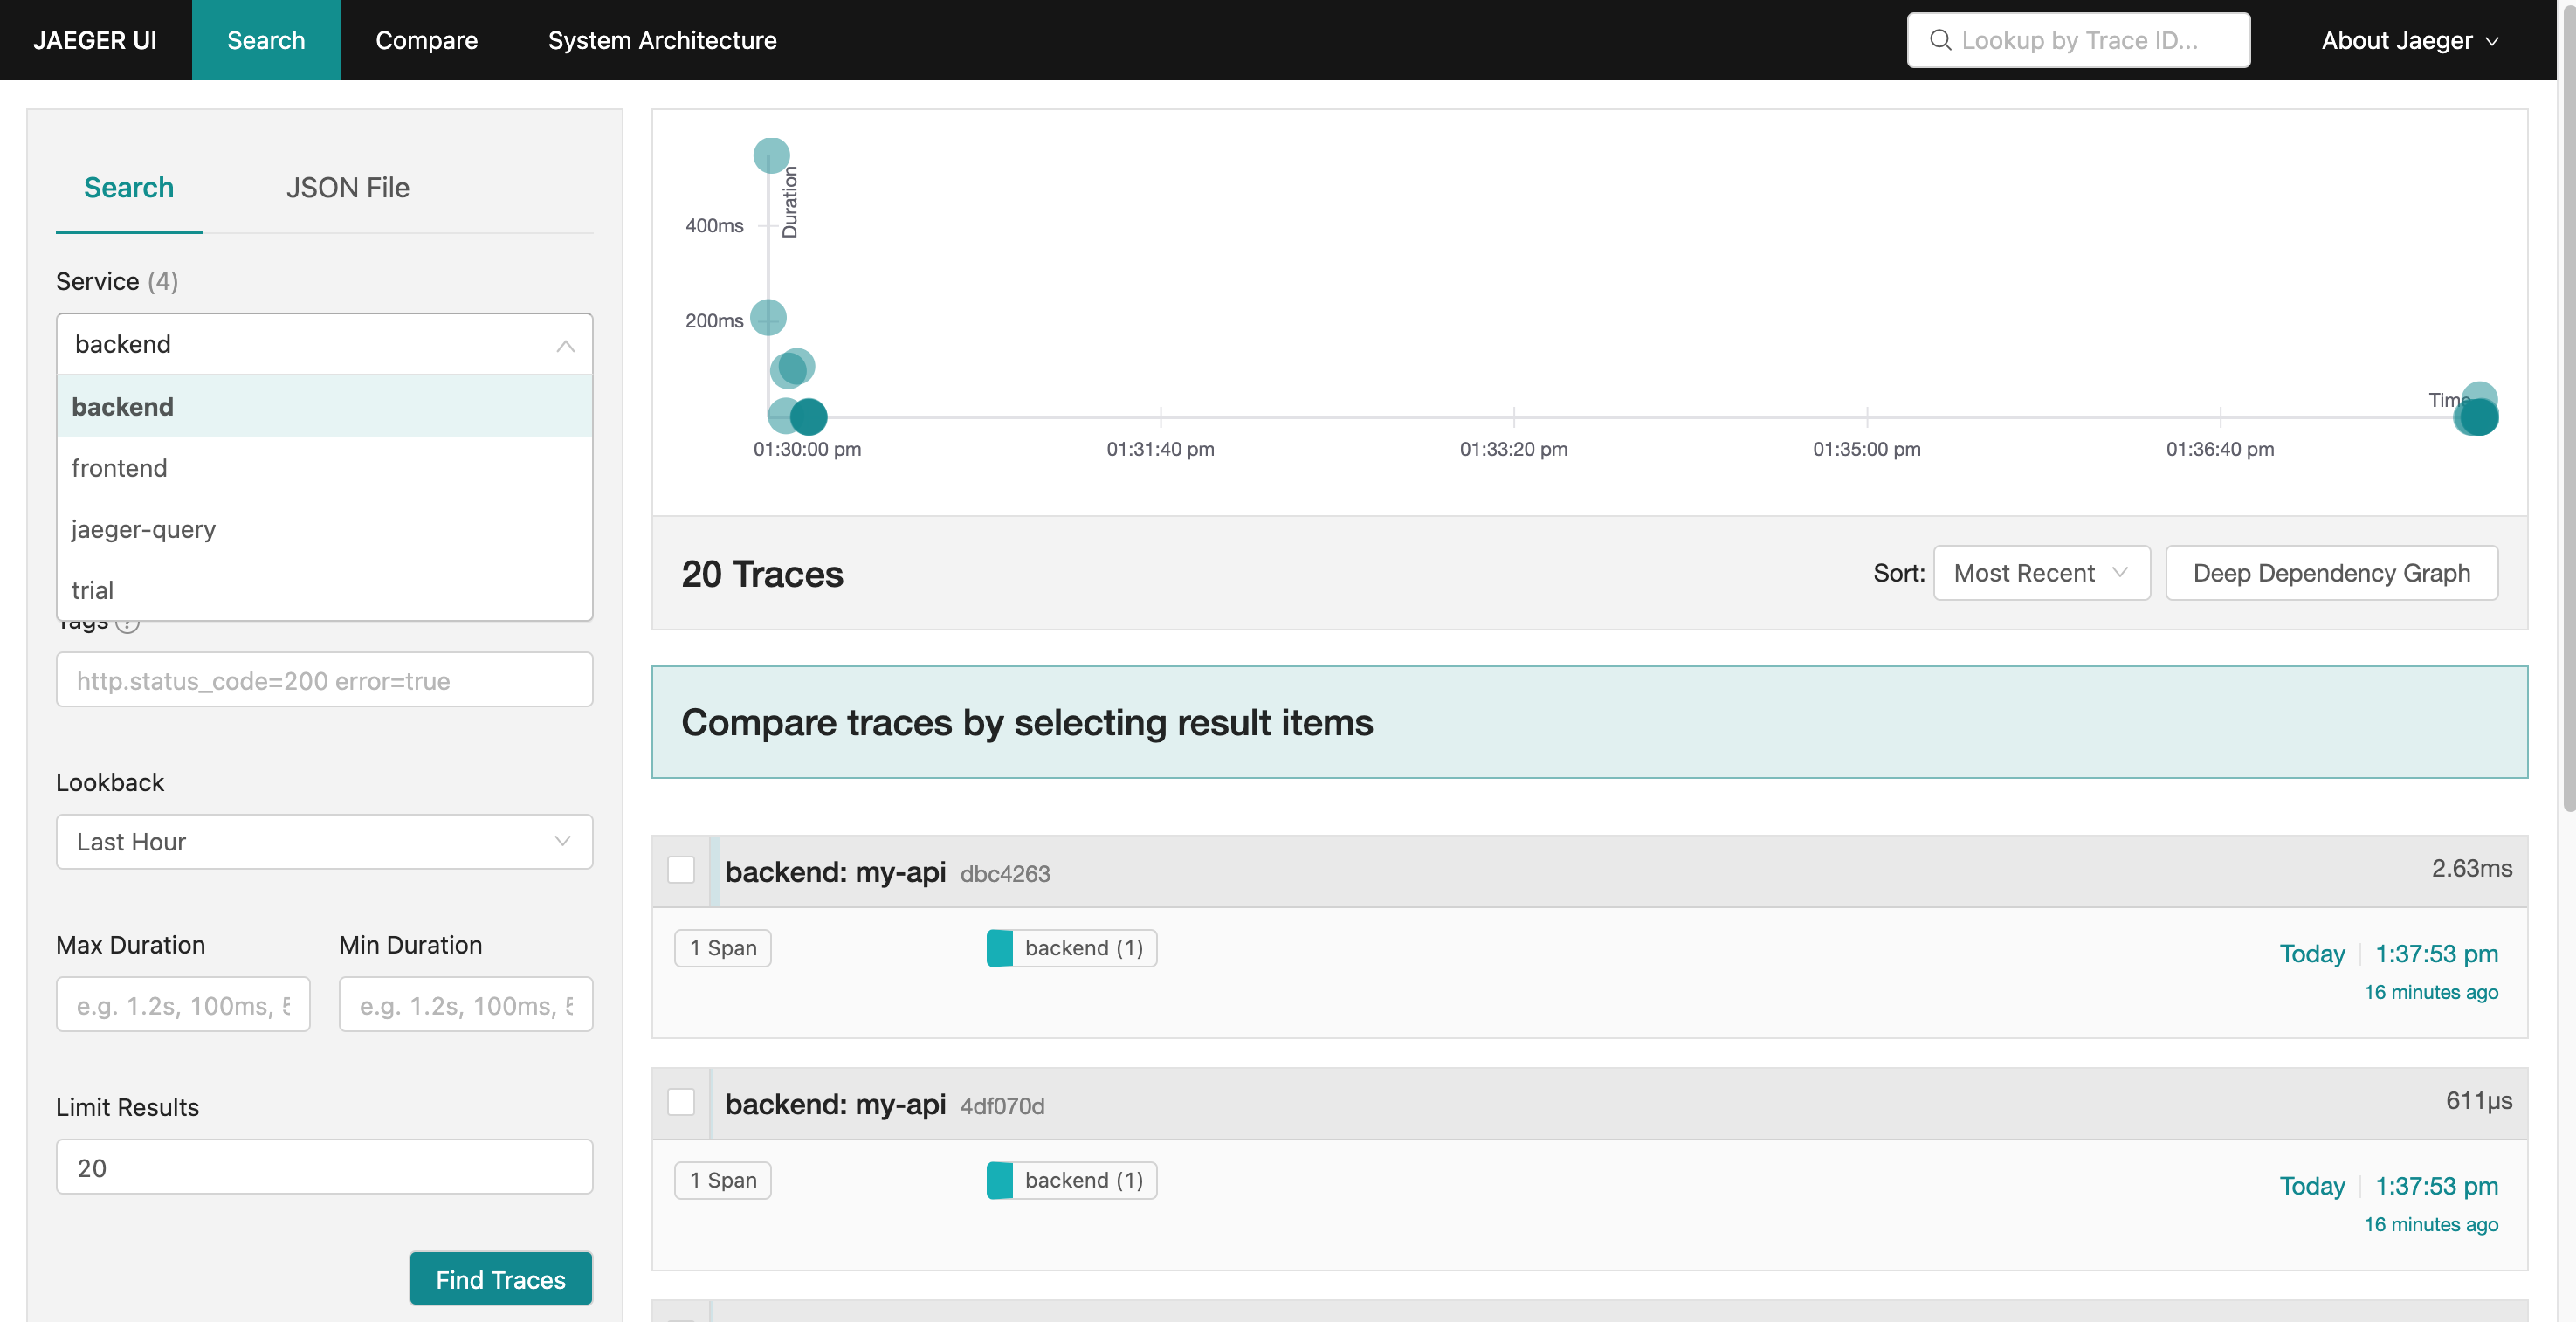 JAEGER UI Search Compare System Architecture Lookup by Trace ID... About Jaeger
Search JSON File
Service (4)
backend
backend
frontend
jaeger-query
trial
Tags
http.status_code=200 error=true
Lookback
Last Hour
Max Duration Min Duration
e.g. 1.2s, 100ms, e.g. 1.2s, 100ms,
Limit Results
20
Find Traces
Duration
400ms
200ms
Time
01:30:00 pm 01:31:40 pm 01:33:20 pm 01:35:00 pm 01:36:40 pm
20 Traces Sort: Most Recent Deep Dependency Graph
Compare traces by selecting result items
backend: my-api dbc4263 2.63ms
1 Span backend (1) Today 1:37:53 pm
16 minutes ago
backend: my-api 4df070d 611μs
1 Span backend (1) Today 1:37:53 pm
16 minutes ago